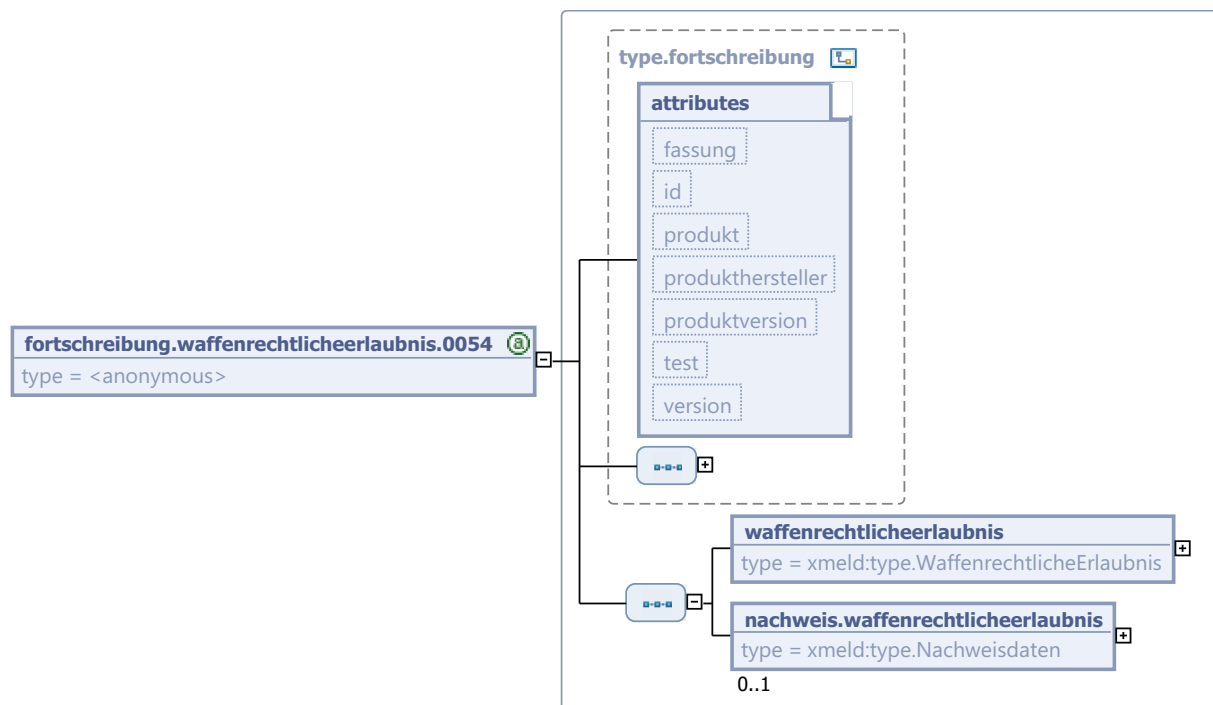 type.fortschreibung
attributes
fassung
id
produkt
produkthersteller
produktversion
test
version
fortschreibung.waffenrechtlicheerlaubnis.0054
type = <anonymous>
waffenrechtlicheerlaubnis
type = xmeld:type.WaffenrechtlicheErlaubnis
nachweis.waffenrechtlicheerlaubnis
type = xmeld:type.Nachweisdaten
0..1